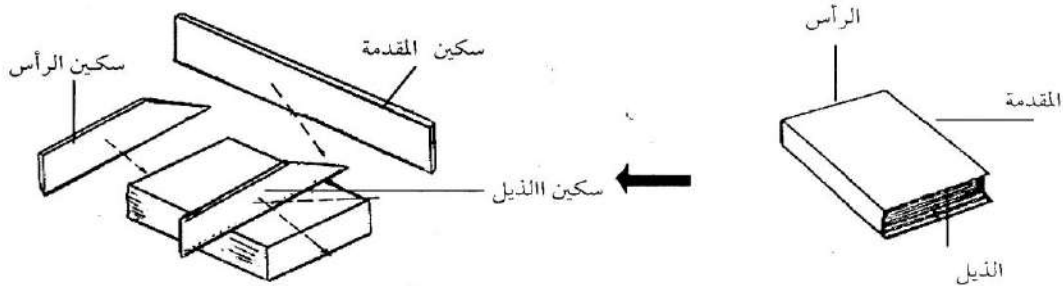 الرأس
المقدمة
الذيل
سكين المقدمة
سكين الرأس
سكين االذيل